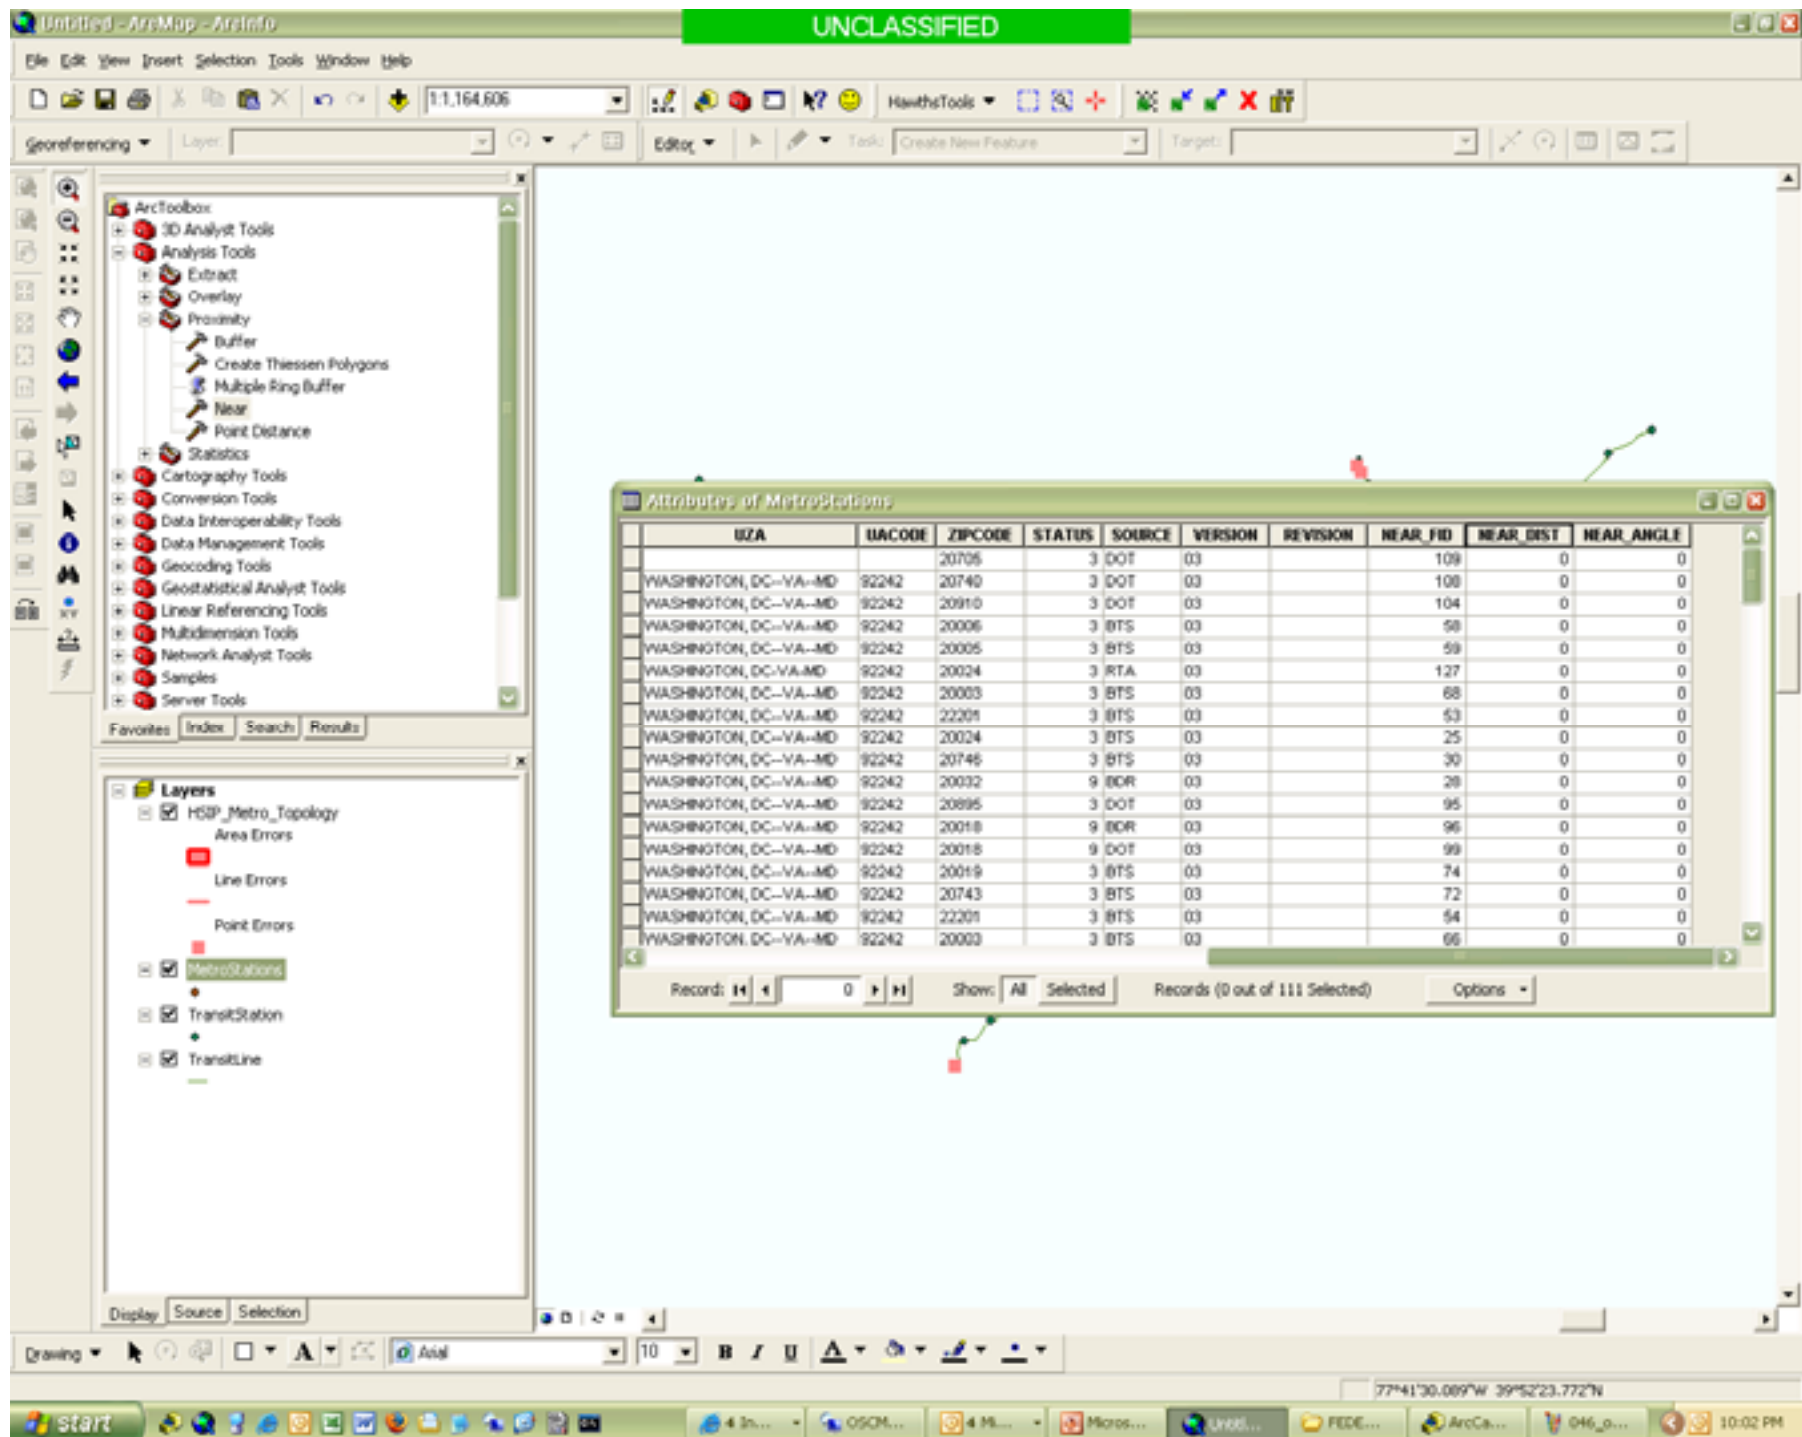 Untitled - ArcMap - ArcInfo
UNCLASSIFIED
File Edit View Insert Selection Tools Window Help
1:1,164,606 HawthsTools
Georeferencing Layer: Editor Task: Create New Feature Target:
ArcToolbox
3D Analyst Tools
Analysis Tools
Extract
Overlay
Proximity
Buffer
Create Thiessen Polygons
Multiple Ring Buffer
Near
Point Distance
Statistics
Cartography Tools
Conversion Tools
Data Interoperability Tools
Data Management Tools
Geocoding Tools
Geostatistical Analyst Tools
Linear Referencing Tools
Multidimension Tools
Network Analyst Tools
Samples
Server Tools
Favorites Index Search Results
Layers
HSIP_Metro_Topology
Area Errors
Line Errors
Point Errors
MetroStations
TransitStation
TransitLine
Display Source Selection
Attributes of MetroStations
UZA UACODE ZIPCODE STATUS SOURCE VERSION REVISION NEAR_FID NEAR_DIST NEAR_ANGLE
20705 3 DOT 03 109 0 0
WASHINGTON, DC--VA--MD 92242 20740 3 DOT 03 108 0 0
WASHINGTON, DC--VA--MD 92242 20910 3 DOT 03 104 0 0
WASHINGTON, DC--VA--MD 92242 20006 3 BTS 03 58 0 0
WASHINGTON, DC--VA--MD 92242 20005 3 BTS 03 59 0 0
WASHINGTON, DC-VA-MD 92242 20024 3 RTA 03 127 0 0
WASHINGTON, DC--VA--MD 92242 20003 3 BTS 03 68 0 0
WASHINGTON, DC--VA--MD 92242 22201 3 BTS 03 53 0 0
WASHINGTON, DC--VA--MD 92242 20024 3 BTS 03 25 0 0
WASHINGTON, DC--VA--MD 92242 20746 3 BTS 03 30 0 0
WASHINGTON, DC--VA--MD 92242 20032 9 BDR 03 28 0 0
WASHINGTON, DC--VA--MD 92242 20895 3 DOT 03 95 0 0
WASHINGTON, DC--VA--MD 92242 20018 9 BDR 03 96 0 0
WASHINGTON, DC--VA--MD 92242 20018 9 DOT 03 99 0 0
WASHINGTON, DC--VA--MD 92242 20019 3 BTS 03 74 0 0
WASHINGTON, DC--VA--MD 92242 20743 3 BTS 03 72 0 0
WASHINGTON, DC--VA--MD 92242 22201 3 BTS 03 54 0 0
WASHINGTON, DC--VA--MD 92242 20003 3 BTS 03 66 0 0
Record: 0 Show: All Selected Records (0 out of 111 Selected) Options
Drawing A Arial 10 B I U A
77°41'30.089"W 39°52'23.772"N
start 4 In... OSCM... 4 Mi... Micros... Untitl... FEDE... ArcCa... 046_o... 10:02 PM